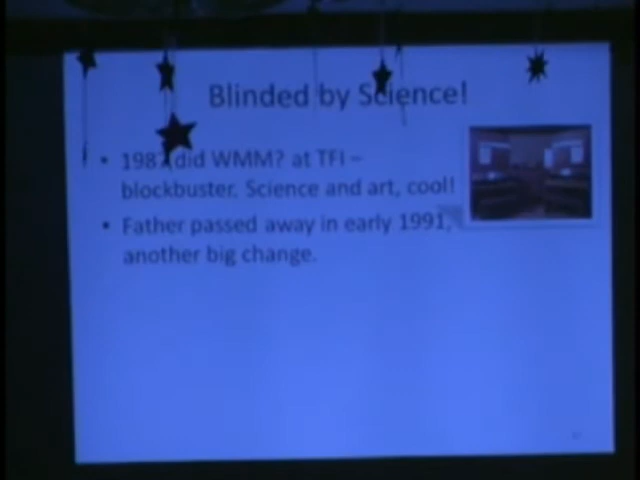 Blinded by Science!
• 1987 did WMM? at TFI –
blockbuster. Science and art, cool!
• Father passed away in early 1991,
another big change.